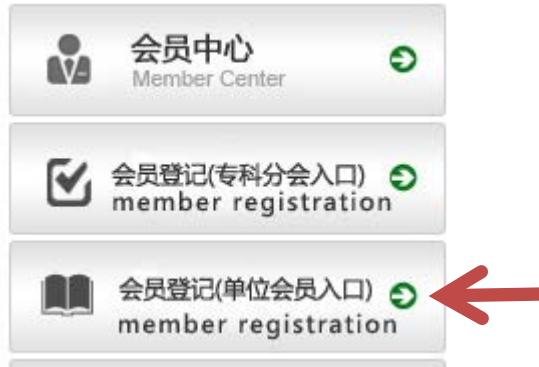 会员中心
Member Center
会员登记(专科分会入口)
member registration
会员登记(单位会员入口)
member registration